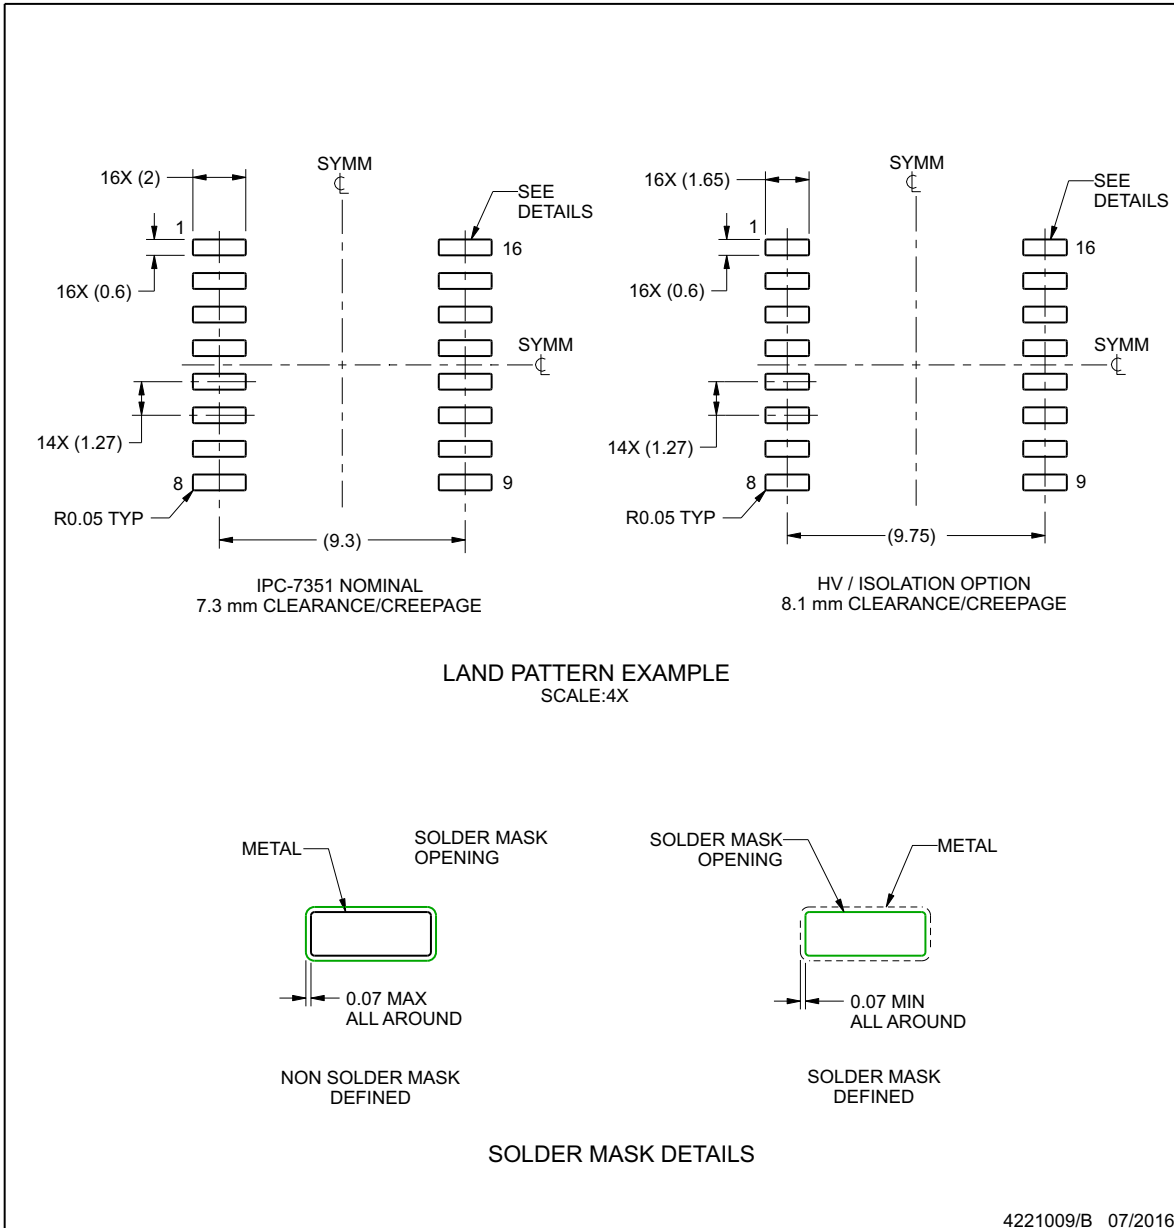 16X (2)
SYMM
℄
SEE
DETAILS
1
16
16X (0.6)
SYMM
℄
14X (1.27)
8
9
R0.05 TYP
(9.3)
IPC-7351 NOMINAL
7.3 mm CLEARANCE/CREEPAGE
16X (1.65)
SYMM
℄
SEE
DETAILS
1
16
16X (0.6)
SYMM
℄
14X (1.27)
8
9
R0.05 TYP
(9.75)
HV / ISOLATION OPTION
8.1 mm CLEARANCE/CREEPAGE
LAND PATTERN EXAMPLE
SCALE:4X
METAL
SOLDER MASK
OPENING
0.07 MAX
ALL AROUND
NON SOLDER MASK
DEFINED
SOLDER MASK
OPENING
METAL
0.07 MIN
ALL AROUND
SOLDER MASK
DEFINED
SOLDER MASK DETAILS
4221009/B 07/2016